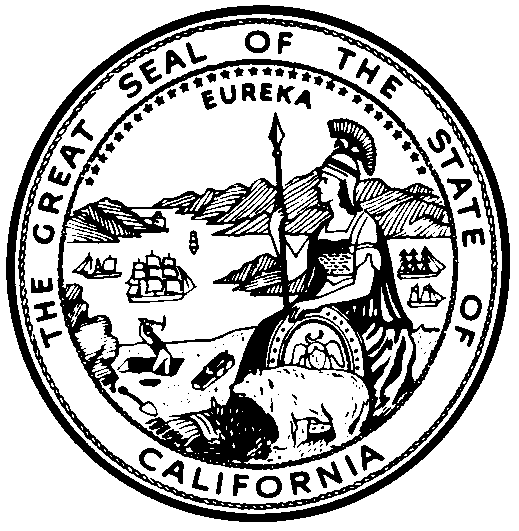 THE GREAT SEAL OF THE STATE OF
EUREKA
CALIFORNIA